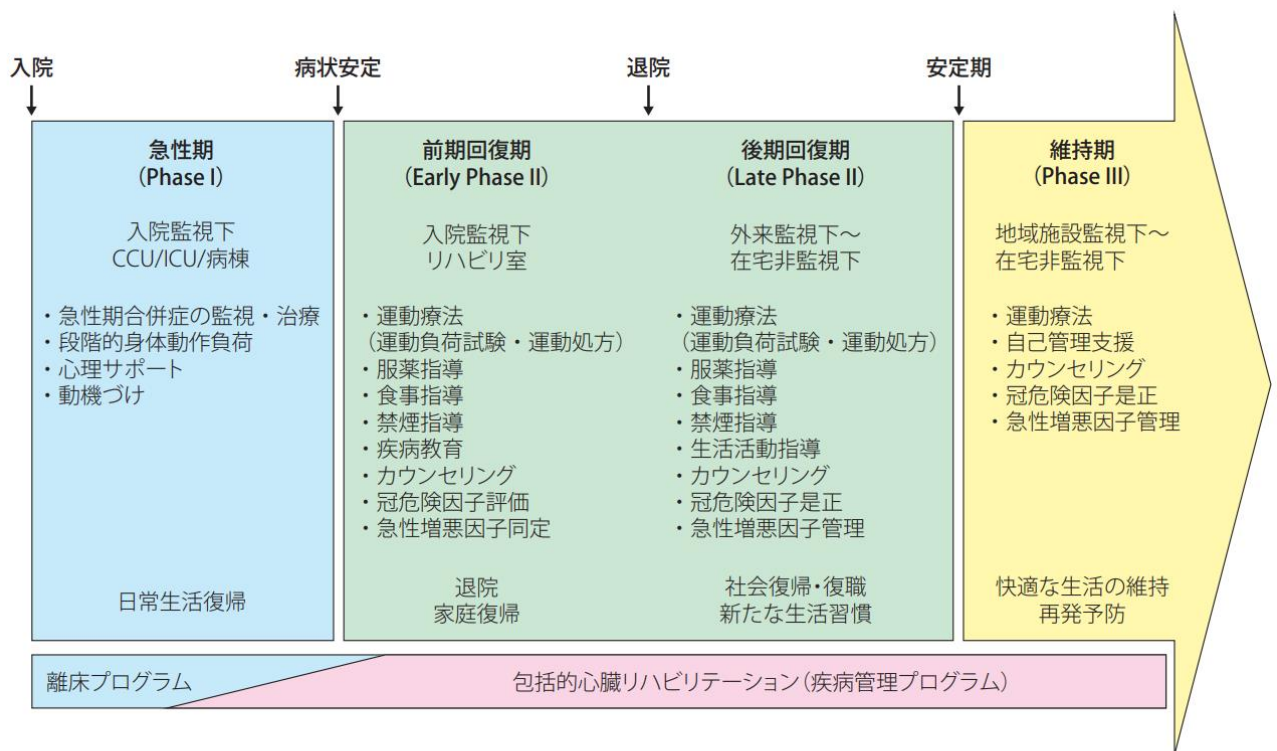 入院
病状安定
退院
安定期
急性期
(Phase I)
入院監視下
CCU/ICU/病棟
・急性期合併症の監視・治療
・段階的身体動作負荷
・心理サポート
・動機づけ
日常生活復帰
前期回復期
(Early Phase II)
入院監視下
リハビリ室
・運動療法
(運動負荷試験・運動処方)
・服薬指導
・食事指導
・禁煙指導
・疾病教育
・カウンセリング
・冠危険因子評価
・急性増悪因子同定
退院
家庭復帰
後期回復期
(Late Phase II)
外来監視下〜
在宅非監視下
・運動療法
(運動負荷試験・運動処方)
・服薬指導
・食事指導
・禁煙指導
・生活活動指導
・カウンセリング
・冠危険因子是正
・急性増悪因子管理
社会復帰・復職
新たな生活習慣
維持期
(Phase III)
地域施設監視下〜
在宅非監視下
・運動療法
・自己管理支援
・カウンセリング
・冠危険因子是正
・急性増悪因子管理
快適な生活の維持
再発予防
離床プログラム
包括的心臓リハビリテーション(疾病管理プログラム)